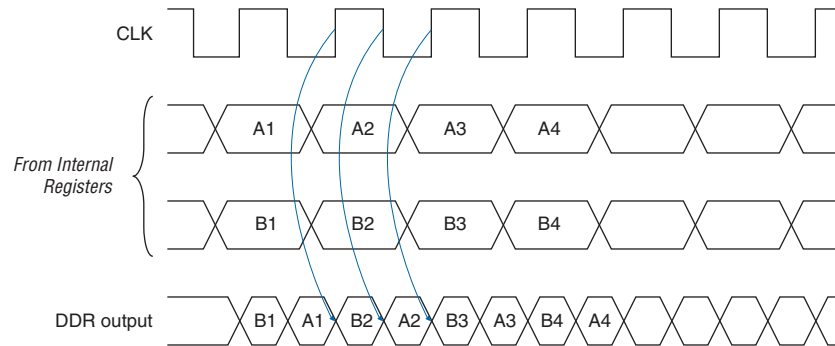 CLK
A1 A2 A3 A4
From Internal
Registers
B1 B2 B3 B4
DDR output B1 A1 B2 A2 B3 A3 B4 A4